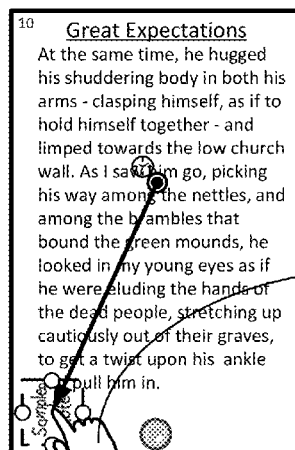 10
Great Expectations
At the same time, he hugged
his shuddering body in both his
arms - clasping himself, as if to
hold himself together - and
limped towards the low church
wall. As I saw him go, picking
his way among the nettles, and
among the brambles that
bound the green mounds, he
looked in my young eyes as if
he were eluding the hands of
the dead people, stretching up
cautiously out of their graves,
to get a twist upon his ankle
pull him in.